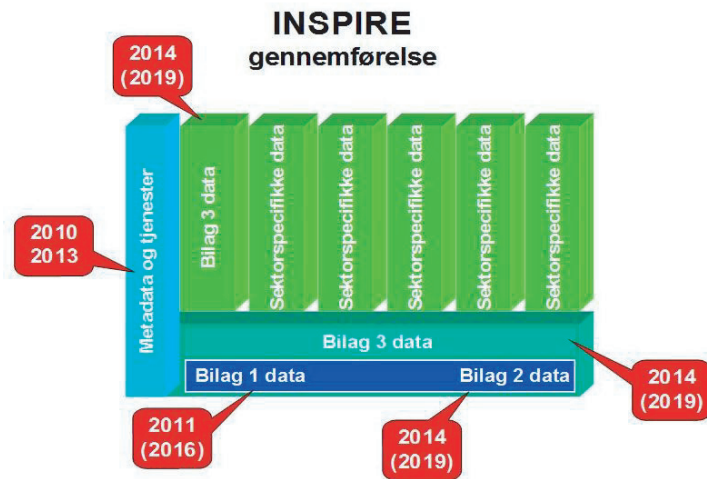 INSPIRE
gennemførelse
2014
(2019)
Metadata og tjenester
Bilag 3 data
Sektorspecifikke data
Sektorspecifikke data
Sektorspecifikke data
Sektorspecifikke data
Sektorspecifikke data
2010
2013
Bilag 3 data
Bilag 1 data
Bilag 2 data
2014
(2019)
2011
(2016)
2014
(2019)